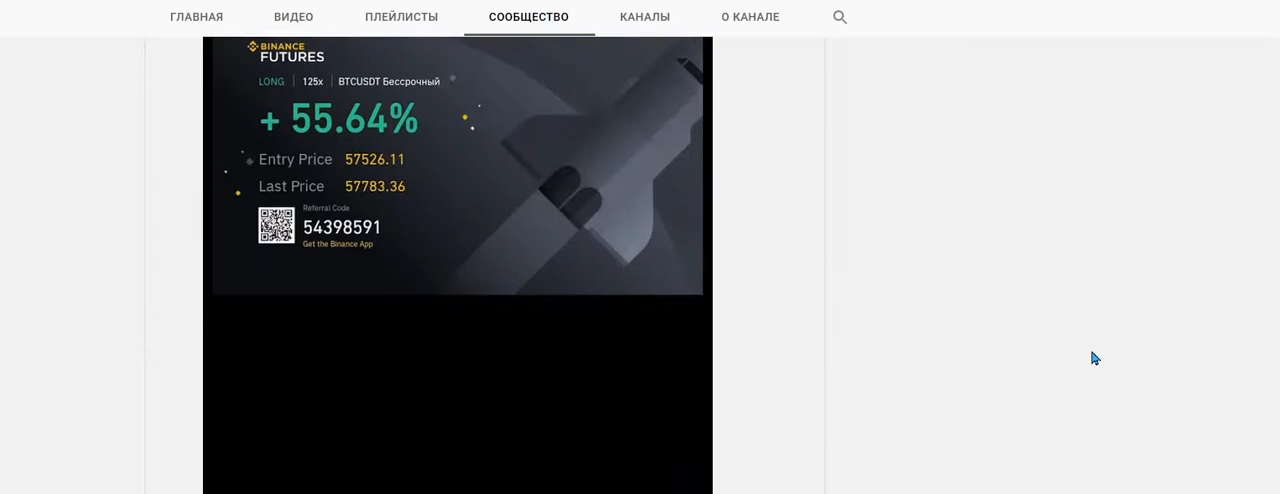 ГЛАВНАЯ ВИДЕО ПЛЕЙЛИСТЫ СООБЩЕСТВО КАНАЛЫ О КАНАЛЕ
BINANCE
FUTURES
LONG 125x BTCUSDT Бессрочный
+ 55.64%
Entry Price 57526.11
Last Price 57783.36
Referral Code
54398591
Get the Binance App